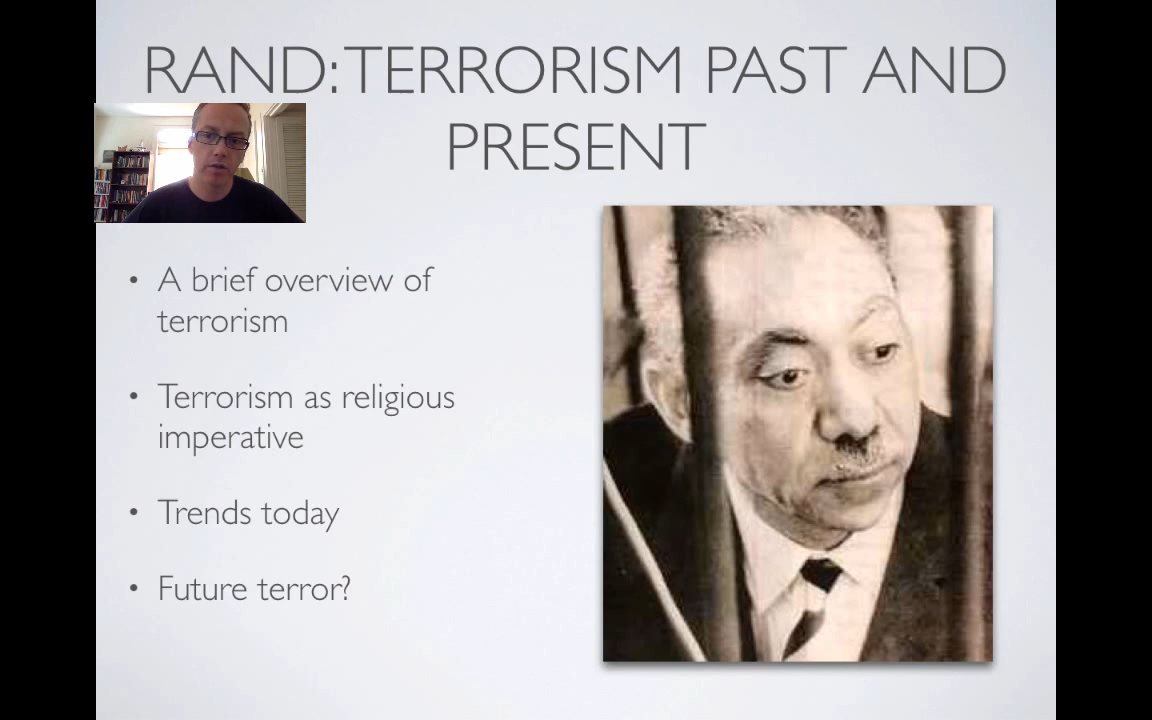 RAND: TERRORISM PAST AND
PRESENT
• A brief overview of
terrorism
• Terrorism as religious
imperative
• Trends today
• Future terror?